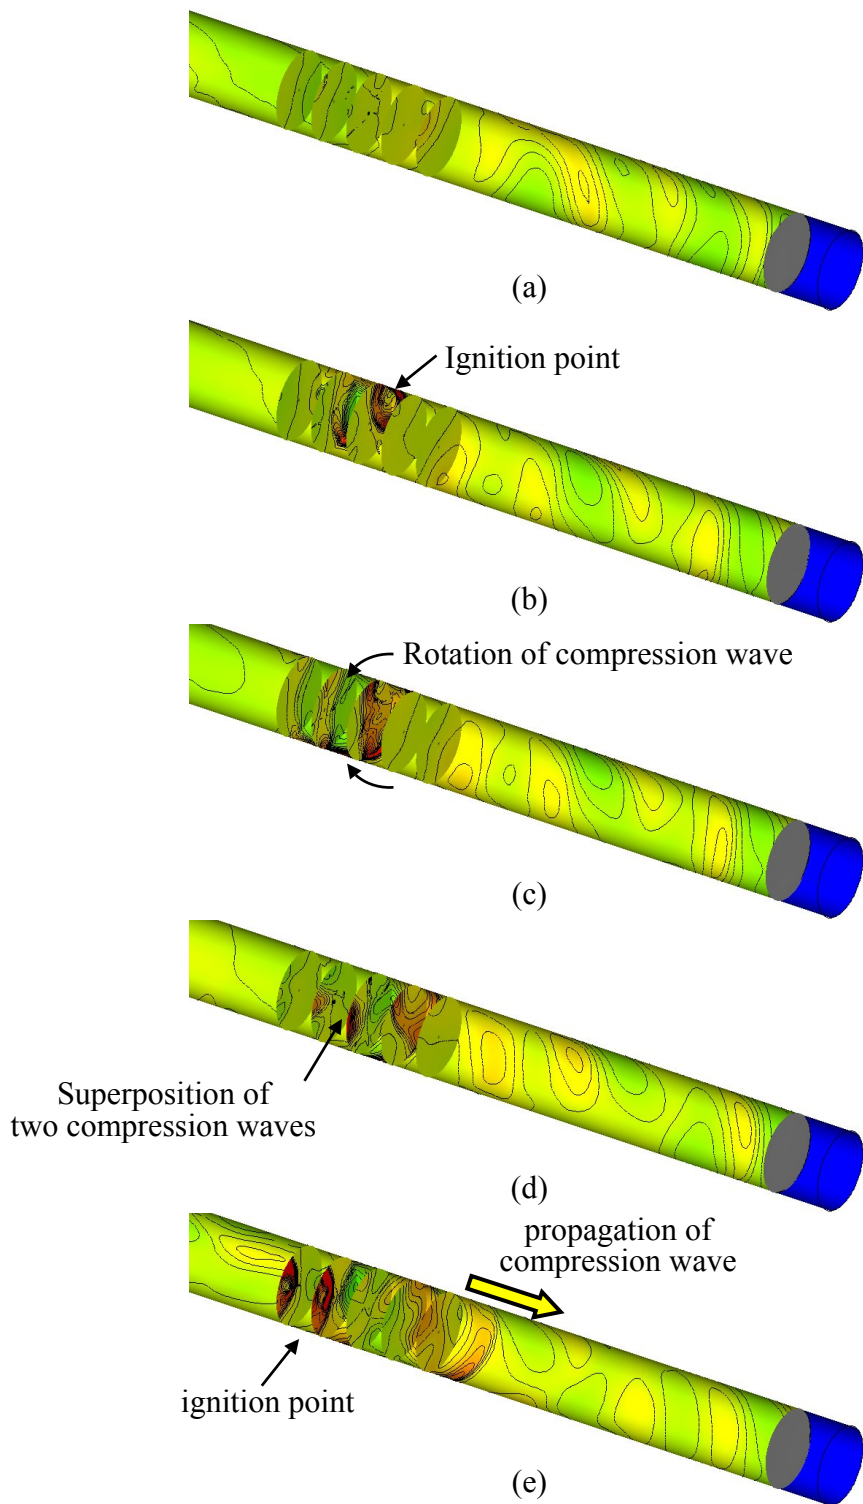 (a)
Ignition point
(b)
Rotation of compression wave
(c)
Superposition of
two compression waves
(d)
propagation of
compression wave
ignition point
(e)